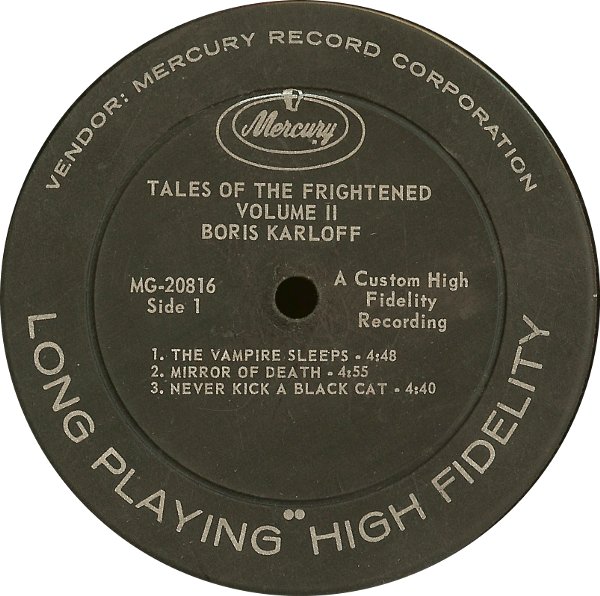 VENDOR: MERCURY RECORD CORPORATION
Mercury
TALES OF THE FRIGHTENED
VOLUME II
BORIS KARLOFF
MG-20816
Side 1
A Custom High
Fidelity
Recording
1. THE VAMPIRE SLEEPS - 4:48
2. MIRROR OF DEATH - 4:55
3. NEVER KICK A BLACK CAT - 4:40
LONG PLAYING HIGH FIDELITY